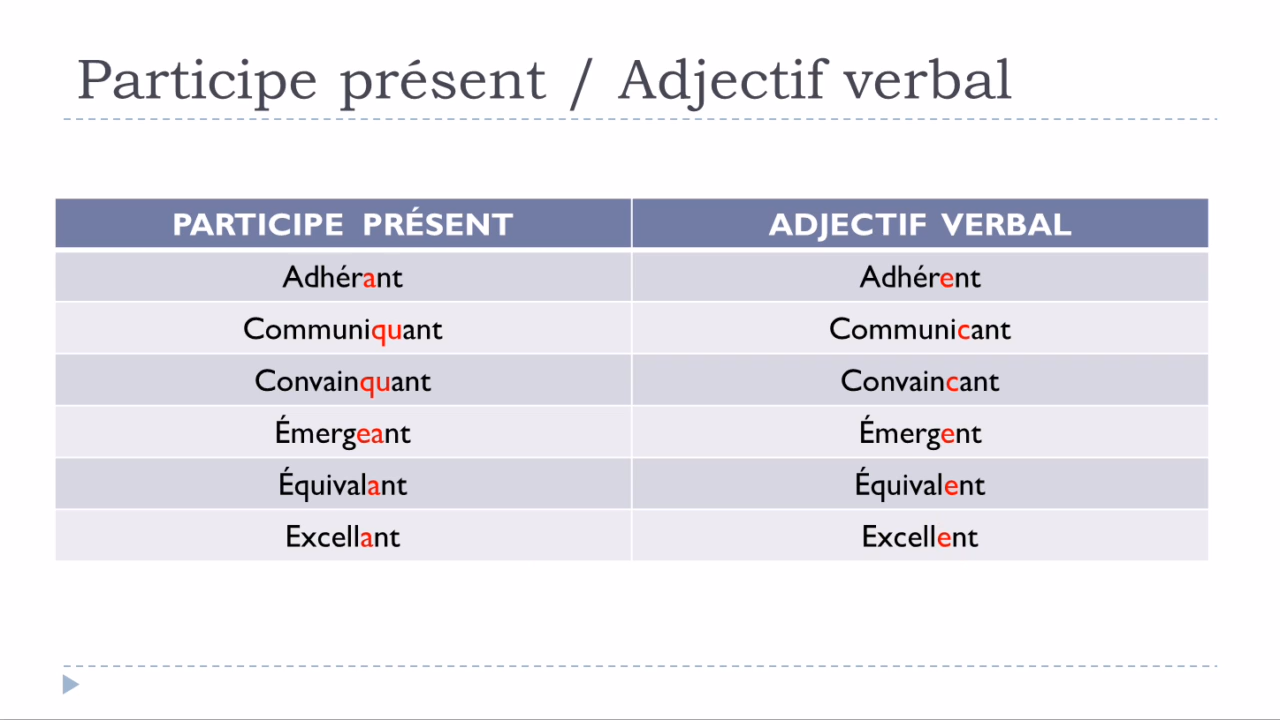 Participe présent / Adjectif verbal
PARTICIPE PRÉSENT ADJECTIF VERBAL
Adhérant Adhérent
Communiquant Communicant
Convainquant Convaincant
Émergeant Émergent
Équivalant Équivalent
Excellant Excellent